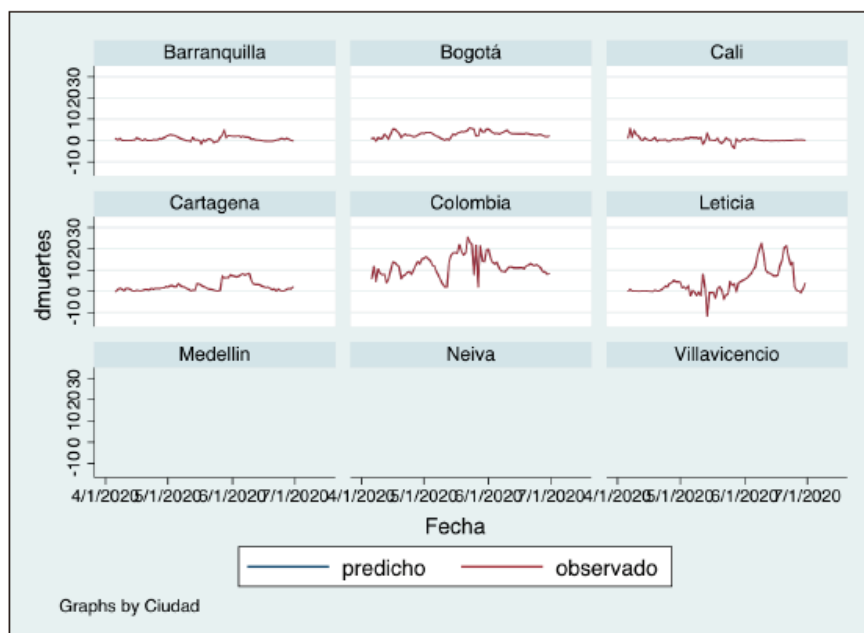 Barranquilla Bogotá Cali
-10 0 102030
Cartagena Colombia Leticia
-10 0 102030
Medellin Neiva Villavicencio
-10 0 102030
dmuertes
4/1/2020 5/1/2020 6/1/2020 7/1/2020 4/1/2020 5/1/2020 6/1/2020 7/1/2020 4/1/2020 5/1/2020 6/1/2020 7/1/2020
Fecha
predicho observado
Graphs by Ciudad